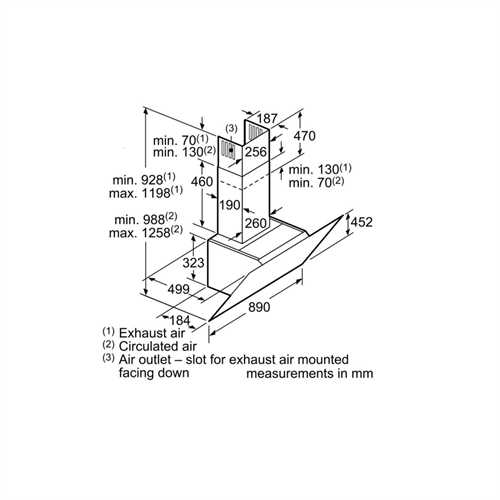 187
(3)
470
min. 70(1)
min. 130(2)
256
min. 130(1)
min. 70(2)
min. 928(1)
max. 1198(1)
460
190
min. 988(2)
max. 1258(2)
260
452
323
499
890
184
(1) Exhaust air
(2) Circulated air
(3) Air outlet – slot for exhaust air mounted
facing down measurements in mm